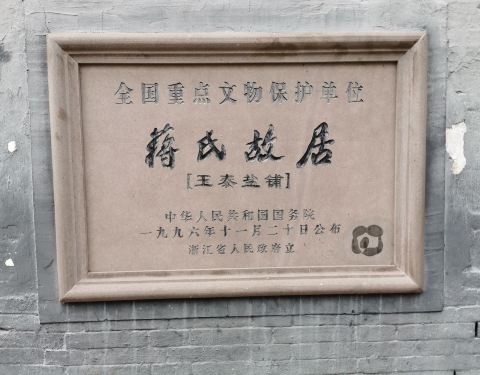 全国重点文物保护单位
蒋氏故居
[玉泰盐铺]
中华人民共和国国务院
一九九六年十一月二十日公布
浙江省人民政府立